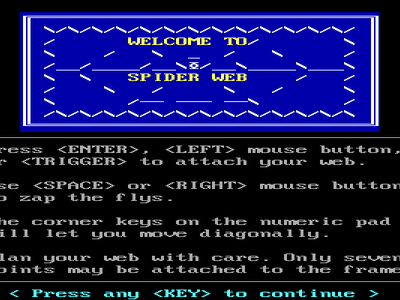 WELCOME TO
SPIDER WEB
ress <ENTER>, <LEFT> mouse button,
r <TRIGGER> to attach your web.
se <SPACE> or <RIGHT> mouse button
o zap the flys.
he corner keys on the numeric pad
ill let you move diagonally.
lan your web with care. Only seven
oints may be attached to the frame
< Press any <KEY> to continue >